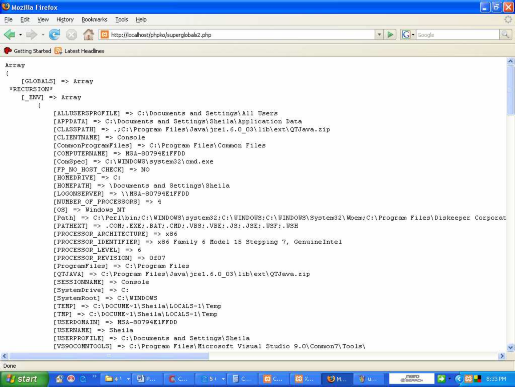 Mozilla Firefox
File Edit View History Bookmarks Tools Help
http://localhost/phpko/superglobals2.php
Google
Getting Started Latest Headlines
Array
(
[GLOBALS] => Array
*RECURSION*
[_ENV] => Array
(
[ALLUSERSPROFILE] => C:\Documents and Settings\All Users
[APPDATA] => C:\Documents and Settings\Sheila\Application Data
[CLASSPATH] => .;C:\Program Files\Java\jre1.6.0_03\lib\ext\QTJava.zip
[CLIENTNAME] => Console
[CommonProgramFiles] => C:\Program Files\Common Files
[COMPUTERNAME] => MSA-80794E1FFDD
[ComSpec] => C:\WINDOWS\system32\cmd.exe
[FP_NO_HOST_CHECK] => NO
[HOMEDRIVE] => C:
[HOMEPATH] => \Documents and Settings\Sheila
[LOGONSERVER] => \\MSA-80794E1FFDD
[NUMBER_OF_PROCESSORS] => 4
[OS] => Windows_NT
[Path] => C:\Perl\bin;C:\WINDOWS\system32;C:\WINDOWS;C:\WINDOWS\System32\Wbem;C:\Program Files\Diskeeper Corporat
[PATHEXT] => .COM;.EXE;.BAT;.CMD;.VBS;.VBE;.JS;.JSE;.WSF;.WSH
[PROCESSOR_ARCHITECTURE] => x86
[PROCESSOR_IDENTIFIER] => x86 Family 6 Model 15 Stepping 7, GenuineIntel
[PROCESSOR_LEVEL] => 6
[PROCESSOR_REVISION] => 0f07
[ProgramFiles] => C:\Program Files
[QTJAVA] => C:\Program Files\Java\jre1.6.0_03\lib\ext\QTJava.zip
[SESSIONNAME] => Console
[SystemDrive] => C:
[SystemRoot] => C:\WINDOWS
[TEMP] => C:\DOCUME~1\Sheila\LOCALS~1\Temp
[TMP] => C:\DOCUME~1\Sheila\LOCALS~1\Temp
[USERDOMAIN] => MSA-80794E1FFDD
[USERNAME] => Sheila
[USERPROFILE] => C:\Documents and Settings\Sheila
[VS90COMNTOOLS] => C:\Program Files\Microsoft Visual Studio 9.0\Common7\Tools\
Done
start
8:33 PM